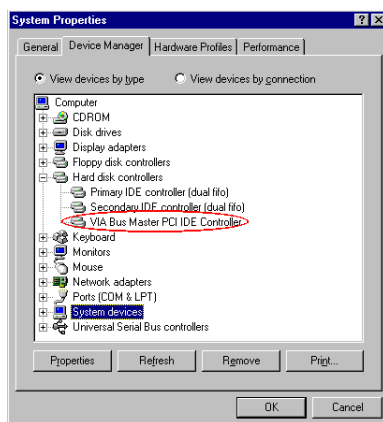 System Properties
General Device Manager Hardware Profiles Performance
View devices by type View devices by connection
Computer
CDROM
Disk drives
Display adapters
Floppy disk controllers
Hard disk controllers
Primary IDE controller (dual fifo)
Secondary IDE controller (dual fifo)
VIA Bus Master PCI IDE Controller
Keyboard
Monitors
Mouse
Network adapters
Ports (COM & LPT)
System devices
Universal Serial Bus controllers
Properties Refresh Remove Print...
OK Cancel